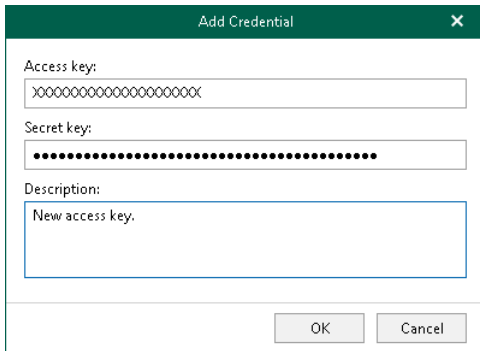 Add Credential
Access key:
XXXXXXXXXXXXXXXXXXXX
Secret key:
●●●●●●●●●●●●●●●●●●●●●●●●●●●●●●●●●●●●●●●●
Description:
New access key.
OK Cancel